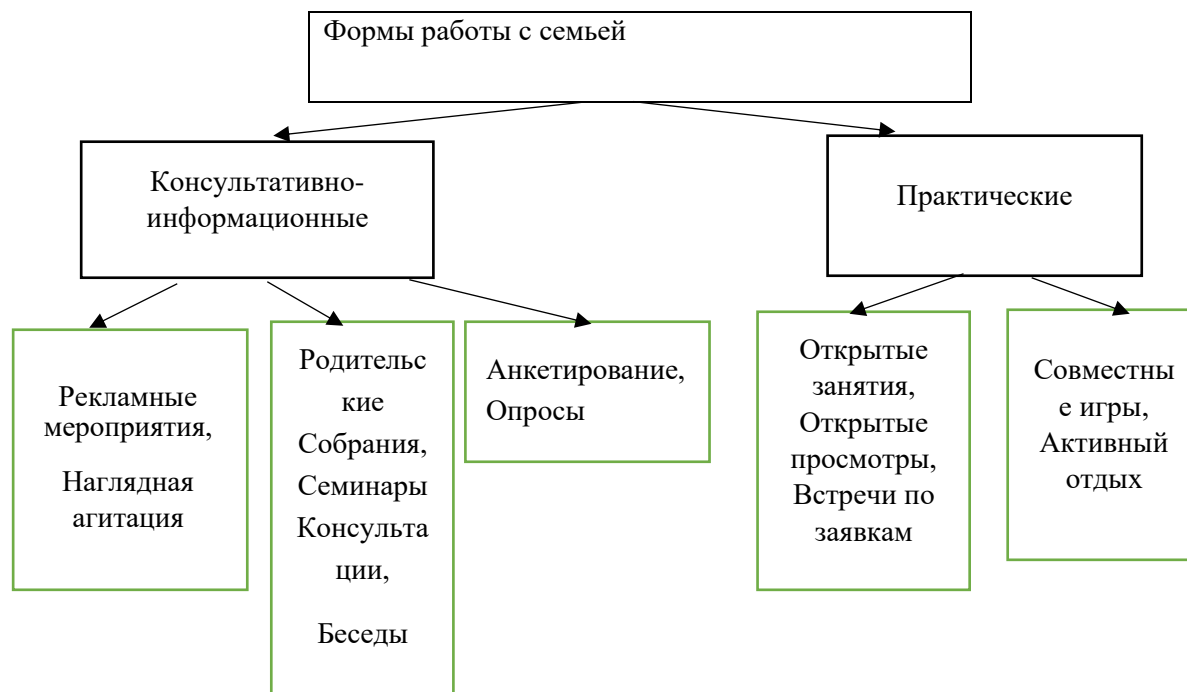 Формы работы с семьей
Консультативно-
информационные
Практические
Рекламные
мероприятия,
Наглядная
агитация
Родительс
кие
Собрания,
Семинары
Консульта
ции,
Беседы
Анкетирование,
Опросы
Открытые
занятия,
Открытые
просмотры,
Встречи по
заявкам
Совместны
е игры,
Активный
отдых